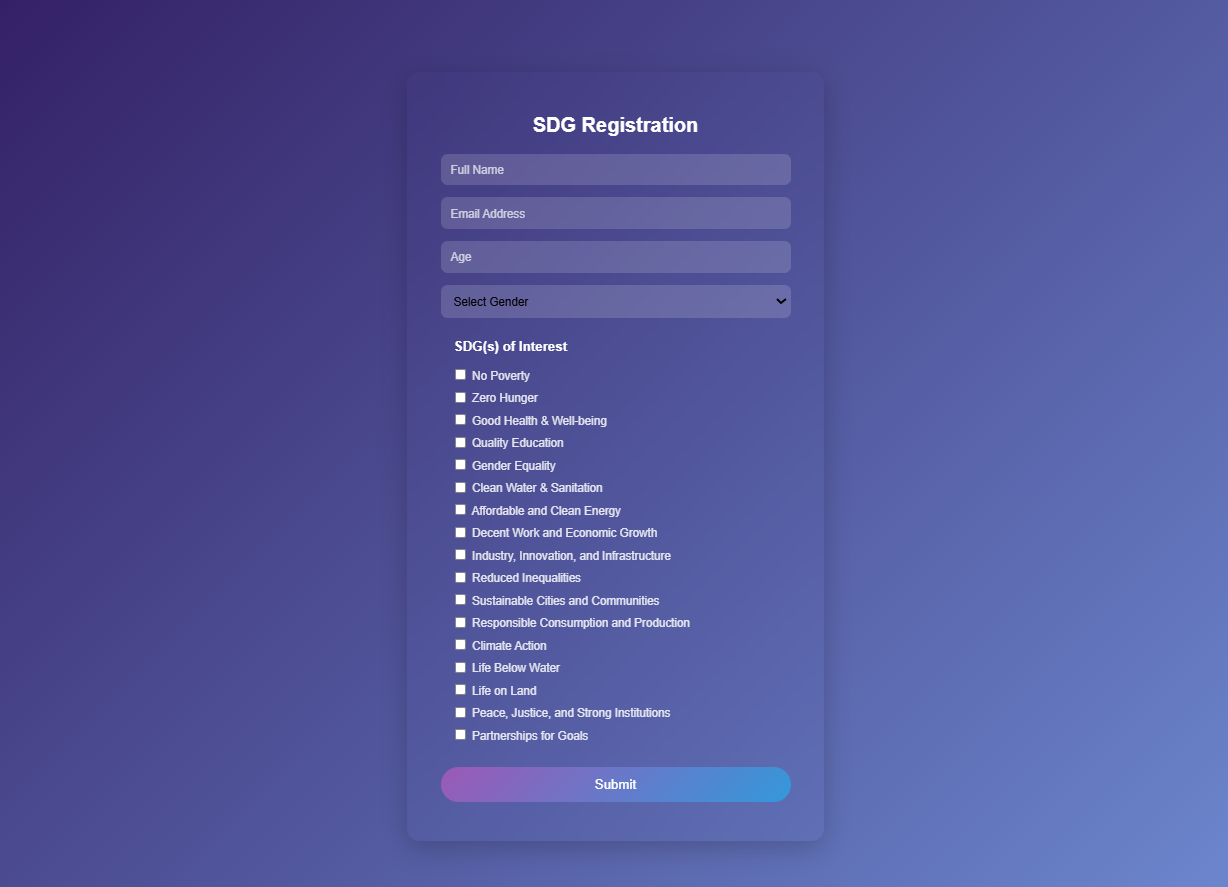 SDG Registration
Full Name
Email Address
Age
Select Gender
SDG(s) of Interest
No Poverty
Zero Hunger
Good Health & Well-being
Quality Education
Gender Equality
Clean Water & Sanitation
Affordable and Clean Energy
Decent Work and Economic Growth
Industry, Innovation, and Infrastructure
Reduced Inequalities
Sustainable Cities and Communities
Responsible Consumption and Production
Climate Action
Life Below Water
Life on Land
Peace, Justice, and Strong Institutions
Partnerships for Goals
Submit